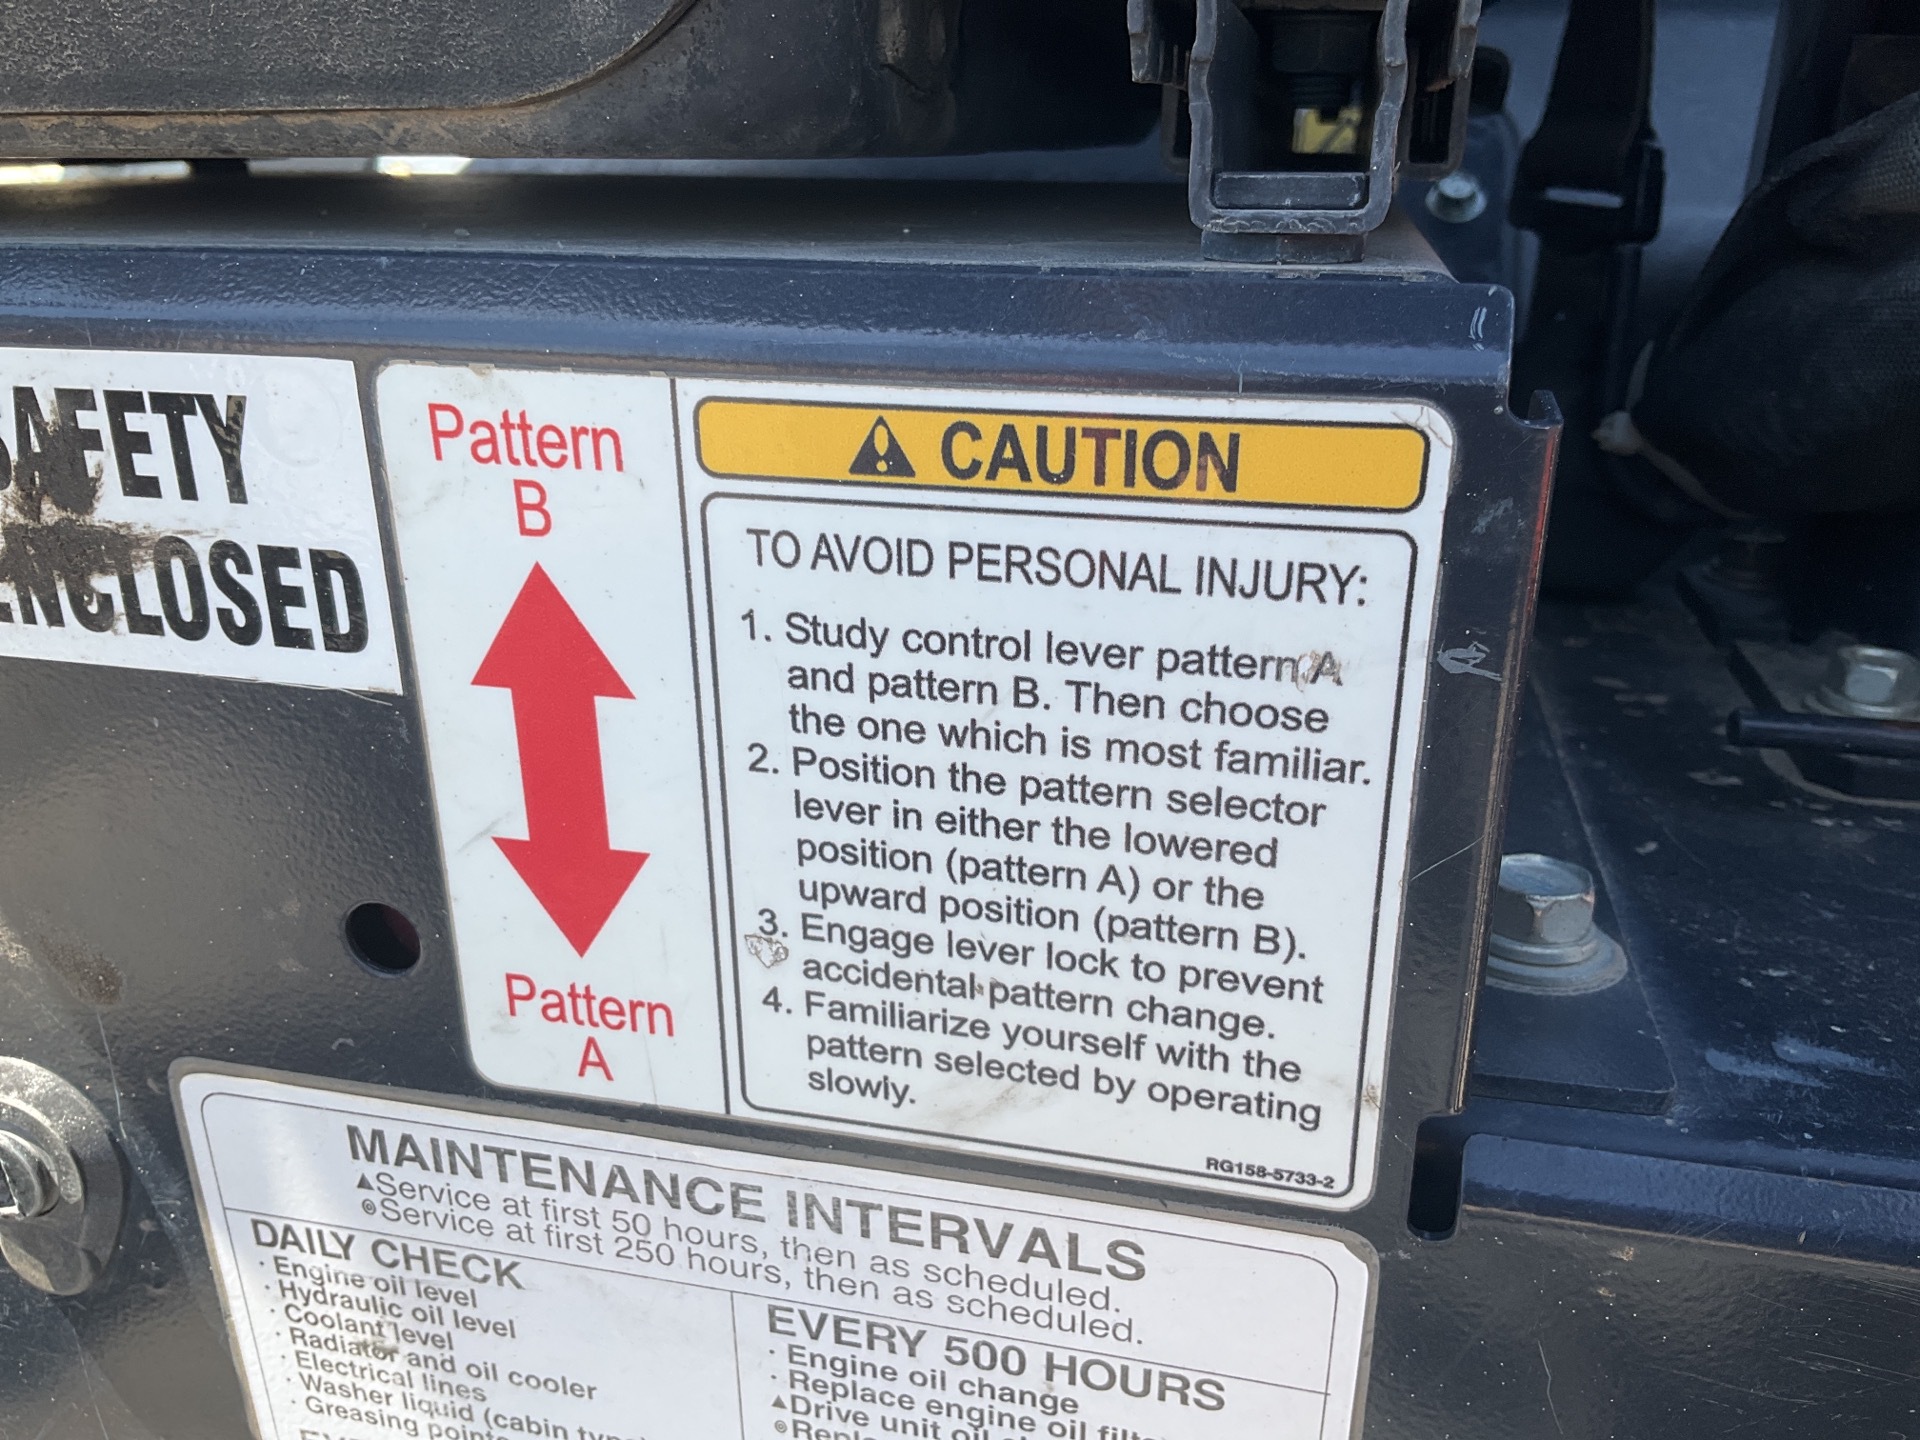 SAFETY
ENCLOSED
Pattern
B
Pattern
A
CAUTION
TO AVOID PERSONAL INJURY:
1. Study control lever pattern A
and pattern B. Then choose
the one which is most familiar.
2. Position the pattern selector
lever in either the lowered
position (pattern A) or the
upward position (pattern B).
3. Engage lever lock to prevent
accidental pattern change.
4. Familiarize yourself with the
pattern selected by operating
slowly.
RG158-5733-2
MAINTENANCE INTERVALS
▲Service at first 50 hours, then as scheduled.
◎Service at first 250 hours, then as scheduled.
DAILY CHECK
· Engine oil level
· Hydraulic oil level
· Coolant level
· Radiator and oil cooler
· Electrical lines
· Washer liquid (cabin
· Greasing
EVERY 500 HOURS
· Engine oil change
· Replace engine oil
▲Drive unit oil